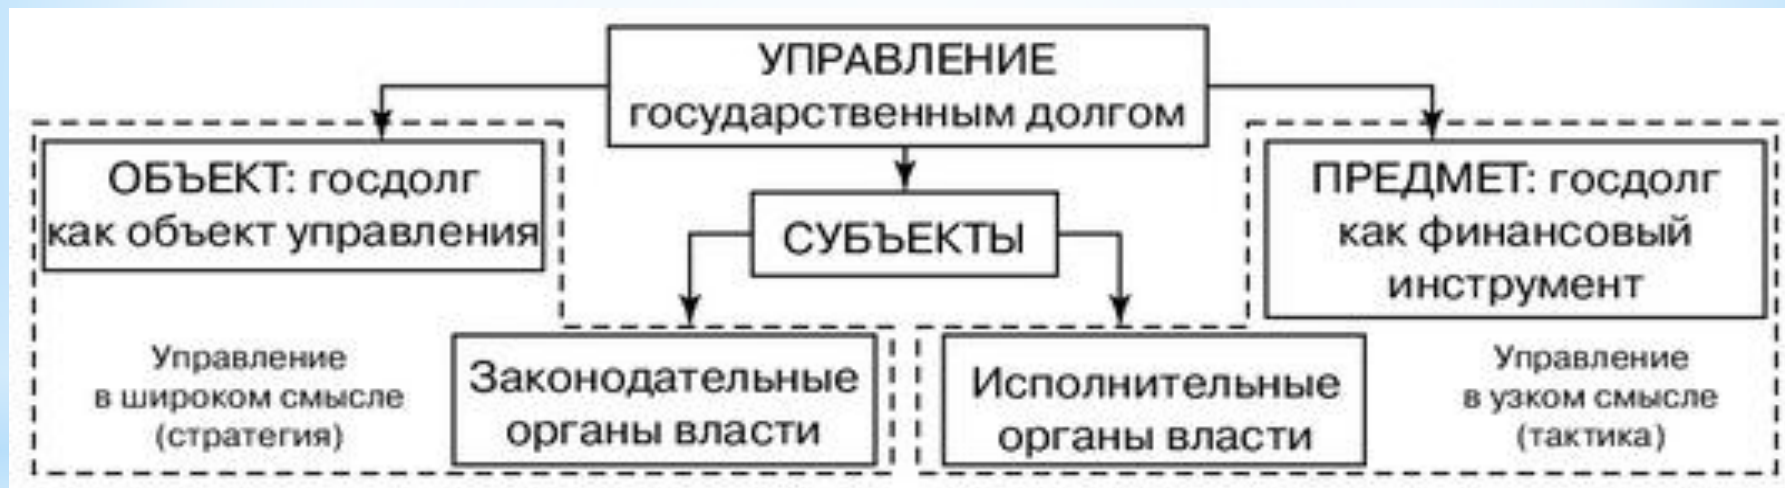 УПРАВЛЕНИЕ
государственным долгом
ОБЪЕКТ: госдолг
как объект управления
СУБЪЕКТЫ
ПРЕДМЕТ: госдолг
как финансовый
инструмент
Управление
в широком смысле
(стратегия)
Законодательные
органы власти
Исполнительные
органы власти
Управление
в узком смысле
(тактика)